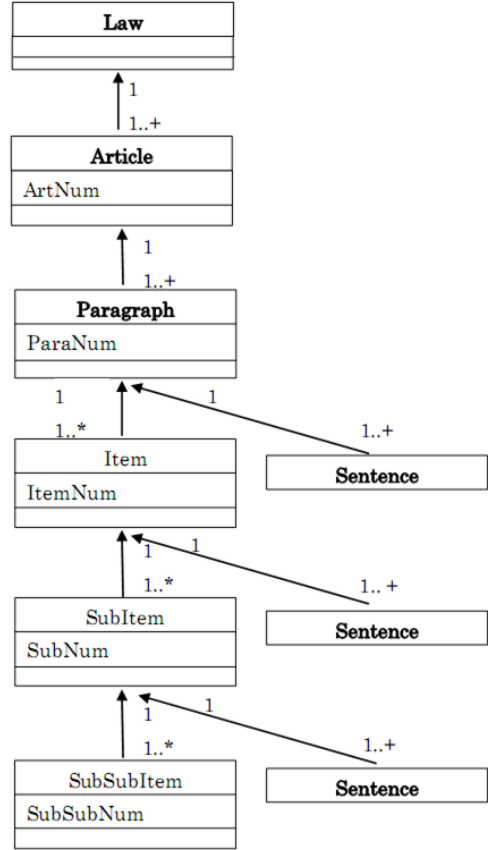 Law
1
1..+
Article
ArtNum
1
1..+
Paragraph
ParaNum
1
1
1..*
1..+
Item
Sentence
ItemNum
1
1
1..*
1.. +
SubItem
Sentence
SubNum
1
1
1..*
1..+
SubSubItem
Sentence
SubSubNum